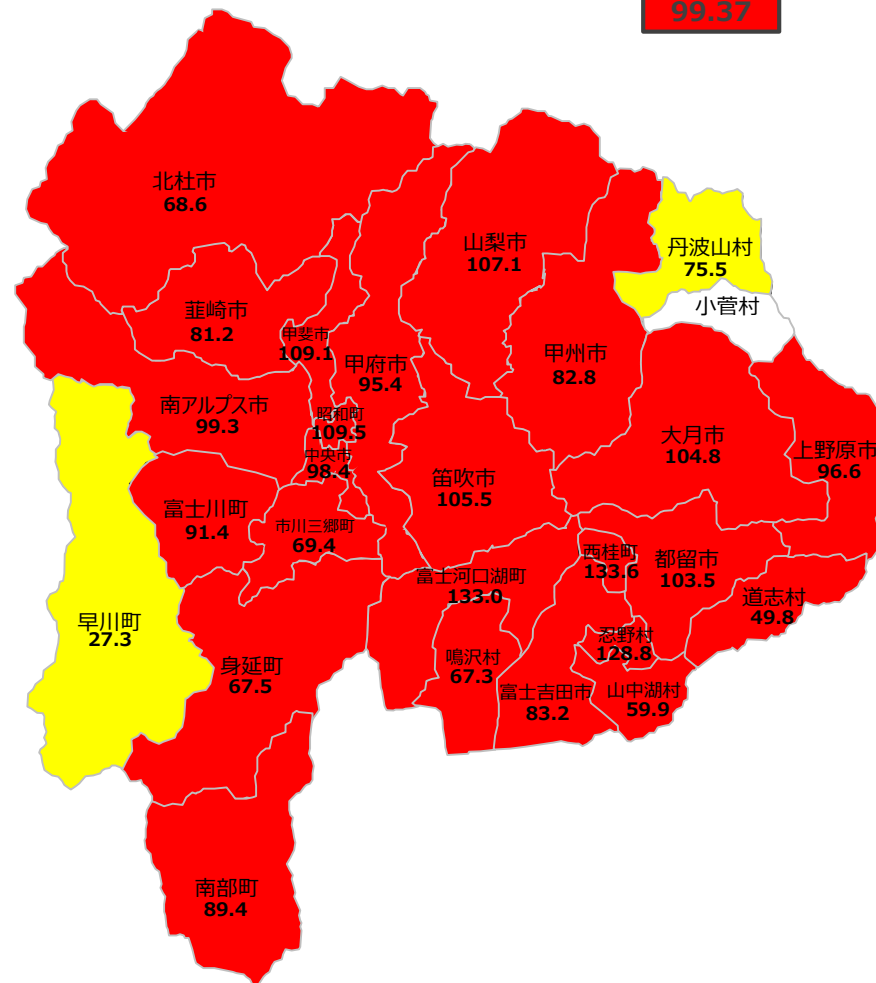 99.37
北杜市
68.6
山梨市
107.1
丹波山村
75.5
小菅村
韮崎市
81.2
甲斐市
109.1
甲府市
95.4
甲州市
82.8
南アルプス市
99.3
昭和町
109.5
中央市
98.4
大月市
104.8
上野原市
96.6
笛吹市
105.5
富士川町
91.4
市川三郷町
69.4
西桂町
133.6
都留市
103.5
富士河口湖町
133.0
道志村
49.8
早川町
27.3
忍野村
128.8
身延町
67.5
鳴沢村
67.3
富士吉田市
83.2
山中湖村
59.9
南部町
89.4